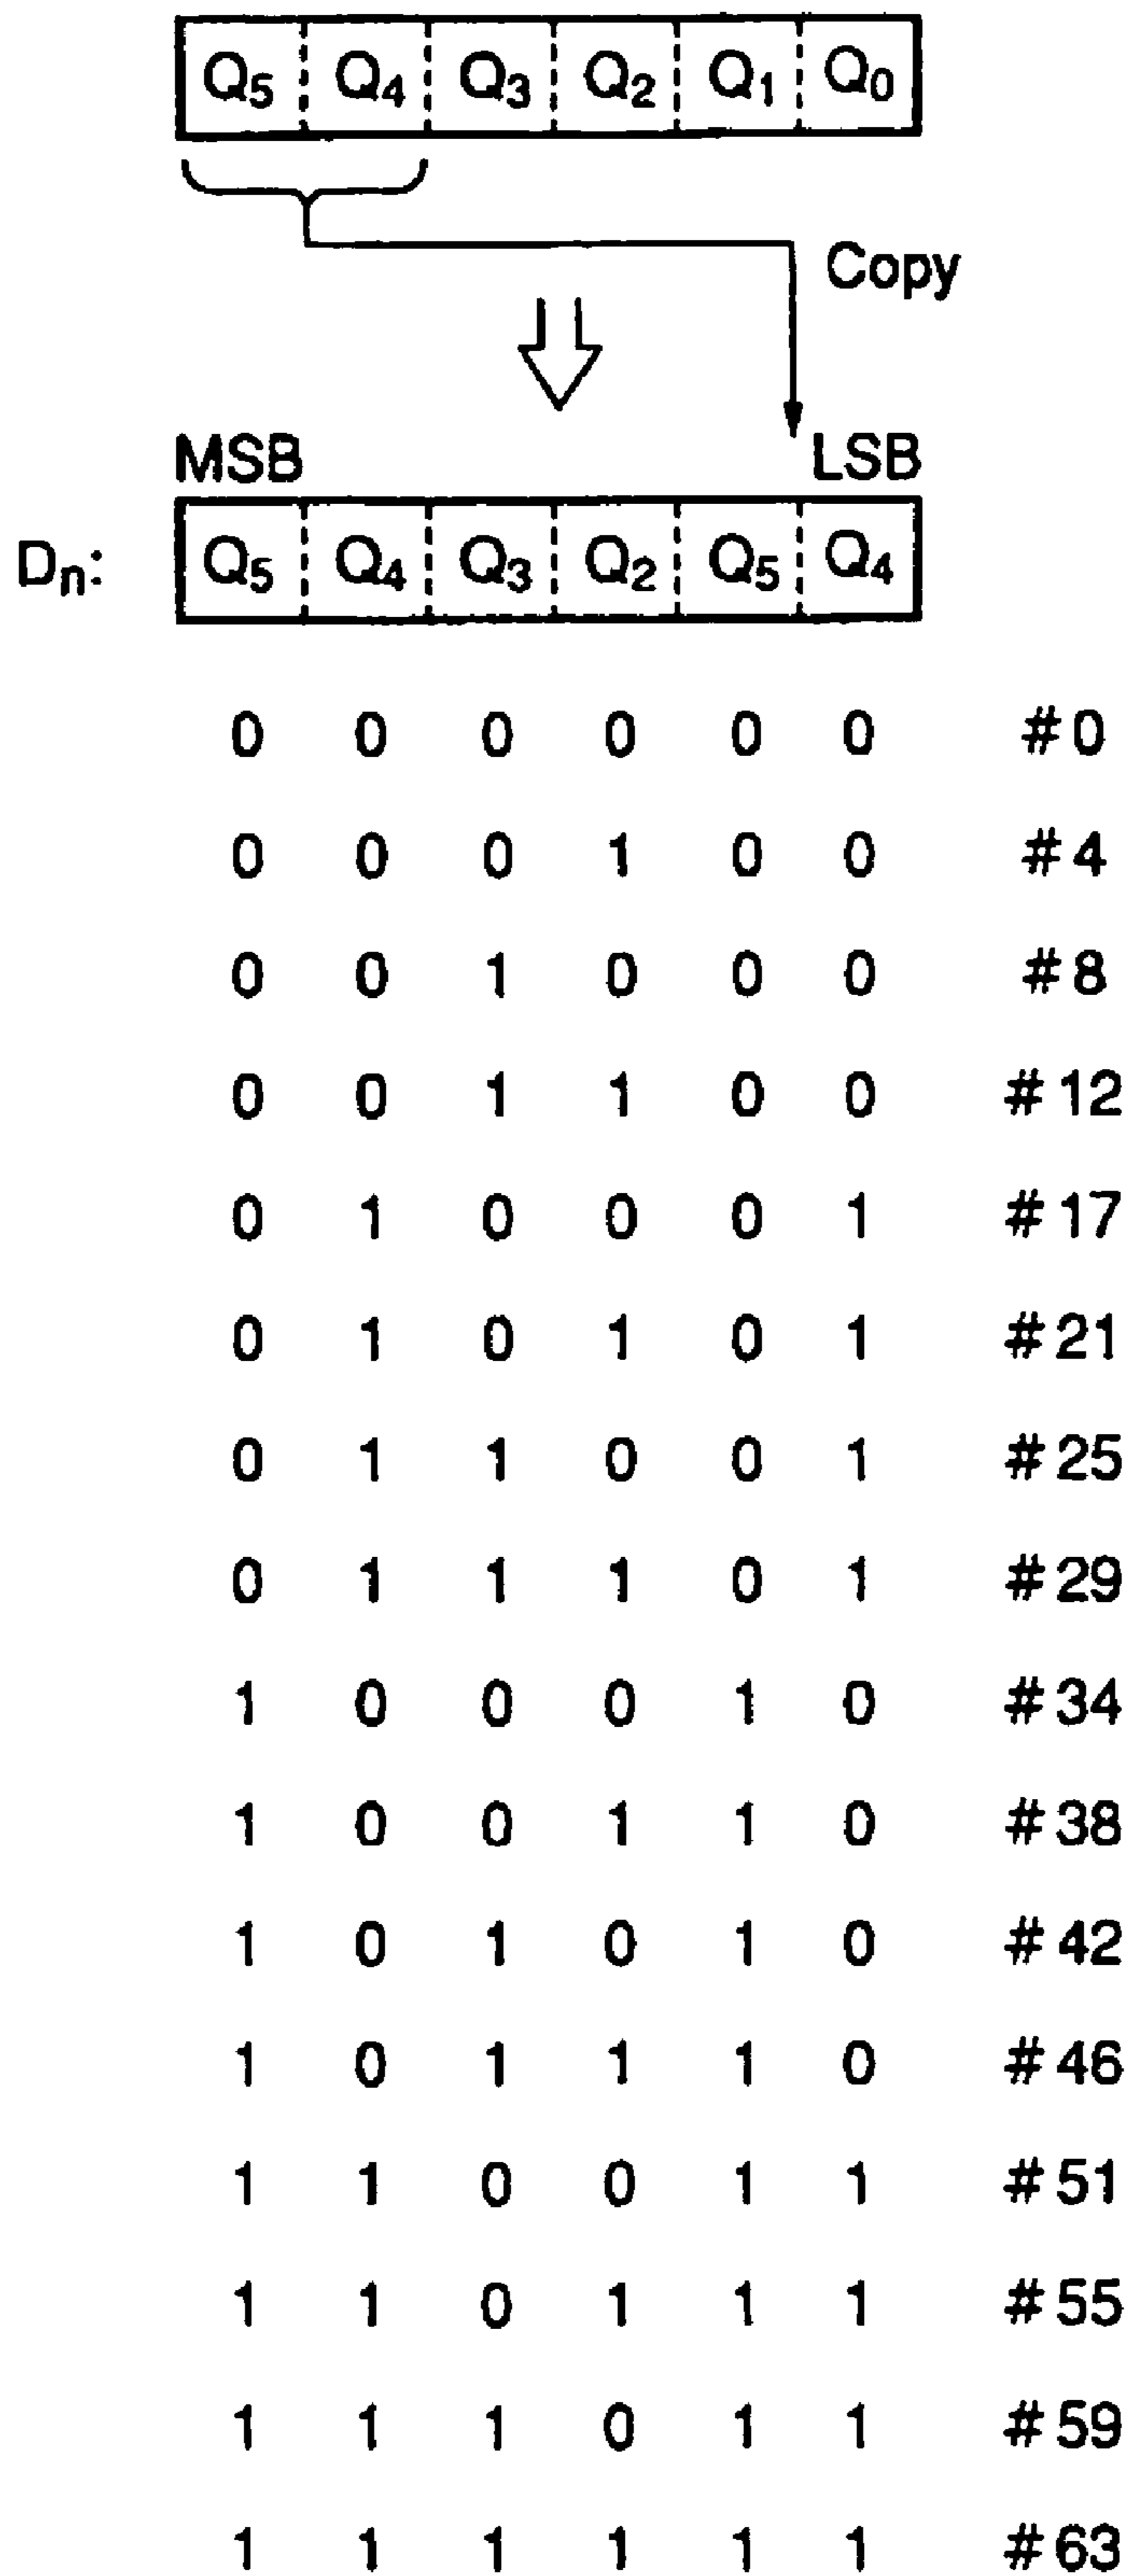 Q5 Q4 Q3 Q2 Q1 Q0
Copy
MSB LSB
Dn: Q5 Q4 Q3 Q2 Q5 Q4
0 0 0 0 0 0 #0
0 0 0 1 0 0 #4
0 0 1 0 0 0 #8
0 0 1 1 0 0 #12
0 1 0 0 0 1 #17
0 1 0 1 0 1 #21
0 1 1 0 0 1 #25
0 1 1 1 0 1 #29
1 0 0 0 1 0 #34
1 0 0 1 1 0 #38
1 0 1 0 1 0 #42
1 0 1 1 1 0 #46
1 1 0 0 1 1 #51
1 1 0 1 1 1 #55
1 1 1 0 1 1 #59
1 1 1 1 1 1 #63